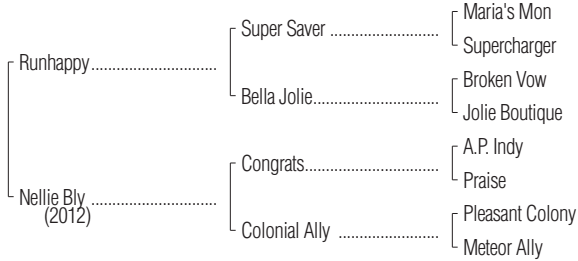 Maria's Mon
Super Saver ..........................
Supercharger
Runhappy..............................
Broken Vow
Bella Jolie..............................
Jolie Boutique
A.P. Indy
Congrats................................
Praise
Nellie Bly ..............................
(2012)
Pleasant Colony
Colonial Ally ........................
Meteor Ally